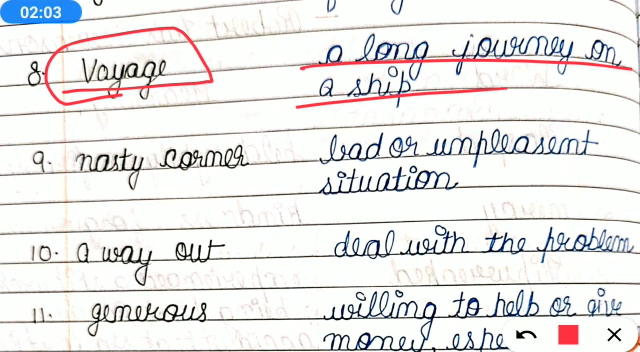 02:03
8. Voyage a long journey on
a ship
9. nasty corner bad or umpleasemt
situation
10. a way out deal with the problem
11. generous willing to help or give
money, espe